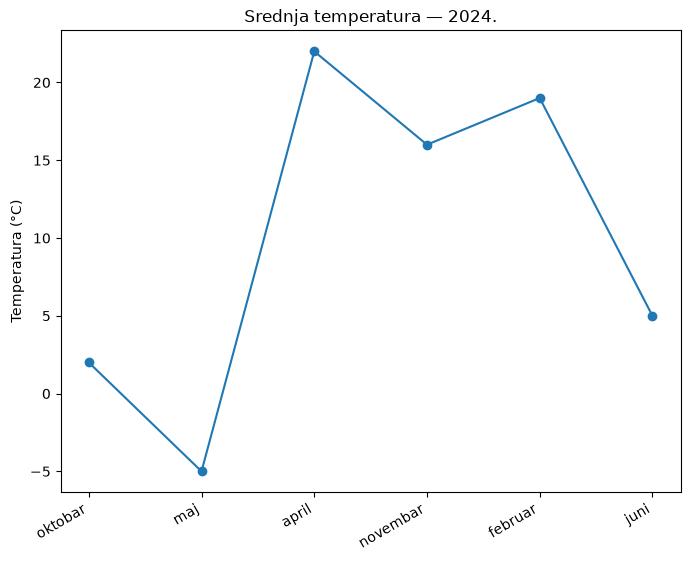 Srednja temperatura — 2024.
Temperatura (°C)
20
15
10
5
0
−5
oktobar
maj
april
novembar
februar
juni